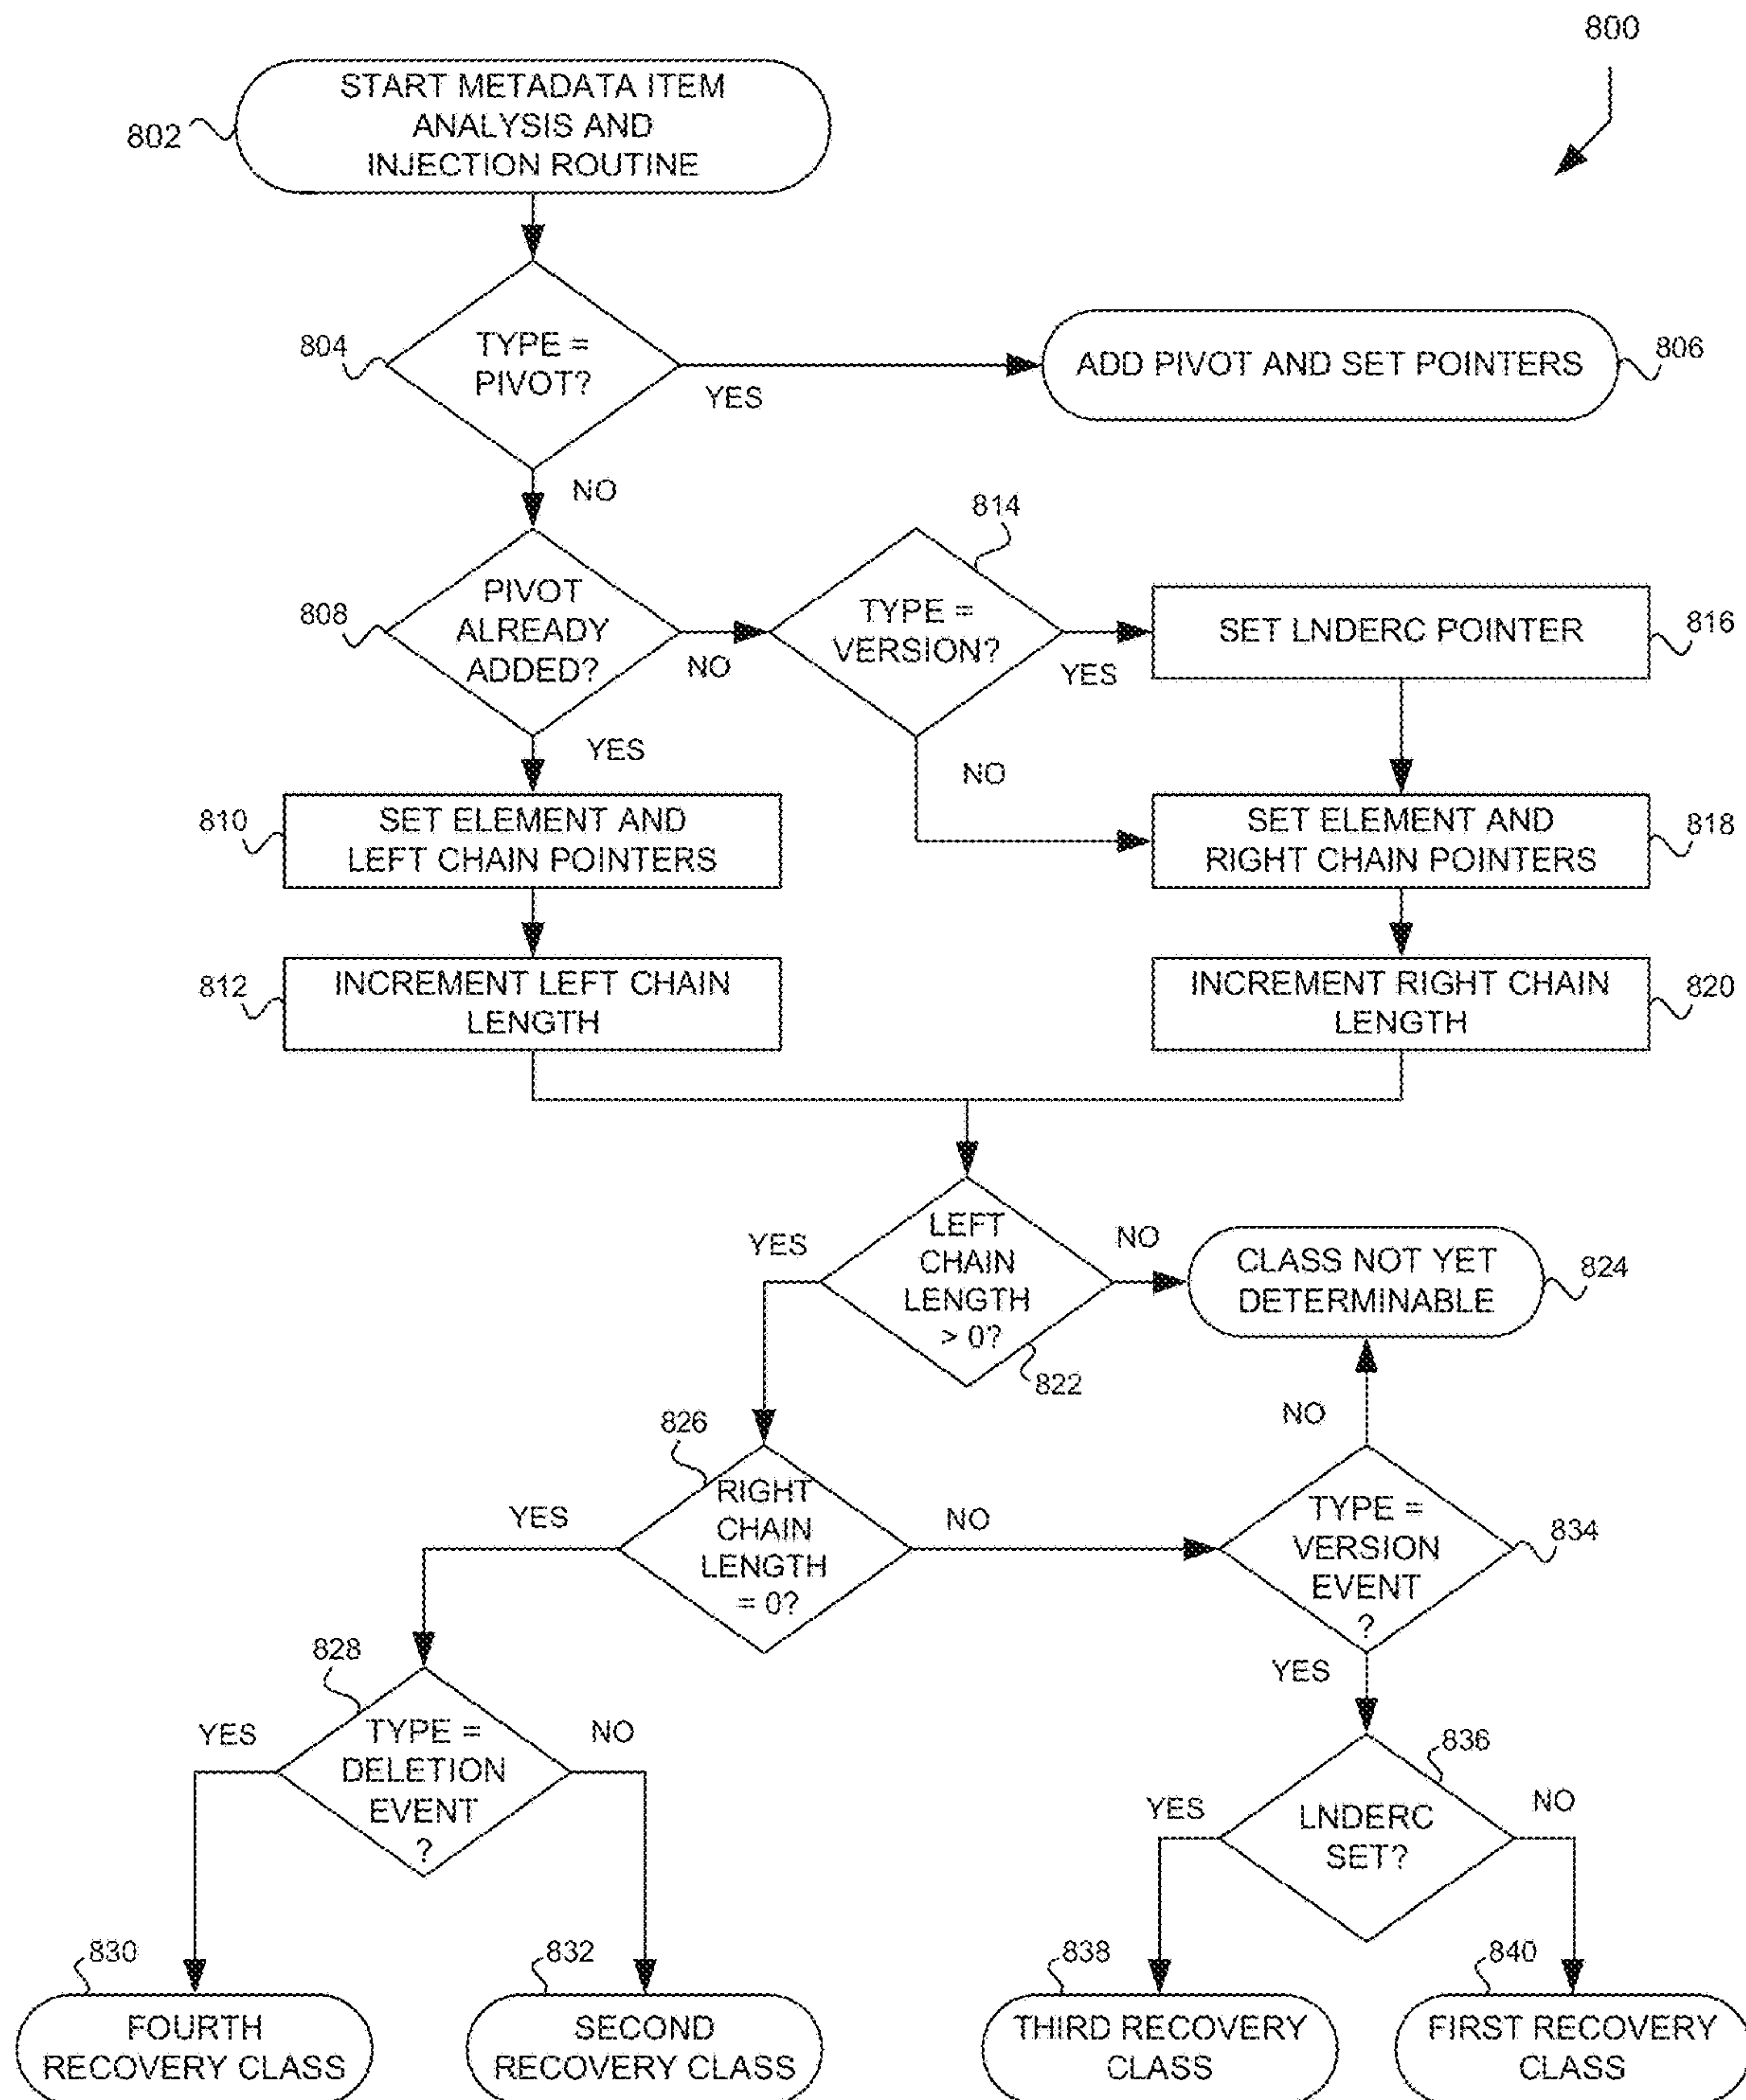 800
START METADATA ITEM
ANALYSIS AND
INJECTION ROUTINE
802
TYPE =
PIVOT?
804
YES
ADD PIVOT AND SET POINTERS
806
NO
PIVOT
ALREADY
ADDED?
808
NO
TYPE =
VERSION?
814
YES
SET LNDERC POINTER
816
YES
NO
810
SET ELEMENT AND
LEFT CHAIN POINTERS
SET ELEMENT AND
RIGHT CHAIN POINTERS
818
812
INCREMENT LEFT CHAIN
LENGTH
INCREMENT RIGHT CHAIN
LENGTH
820
YES
LEFT
CHAIN
LENGTH
> 0?
822
NO
CLASS NOT YET
DETERMINABLE
824
NO
826
YES
RIGHT
CHAIN
LENGTH
= 0?
NO
TYPE =
VERSION
EVENT
?
834
YES
828
YES
TYPE =
DELETION
EVENT
?
NO
836
YES
LNDERC
SET?
NO
830
FOURTH
RECOVERY CLASS
832
SECOND
RECOVERY CLASS
838
THIRD RECOVERY
CLASS
840
FIRST RECOVERY
CLASS